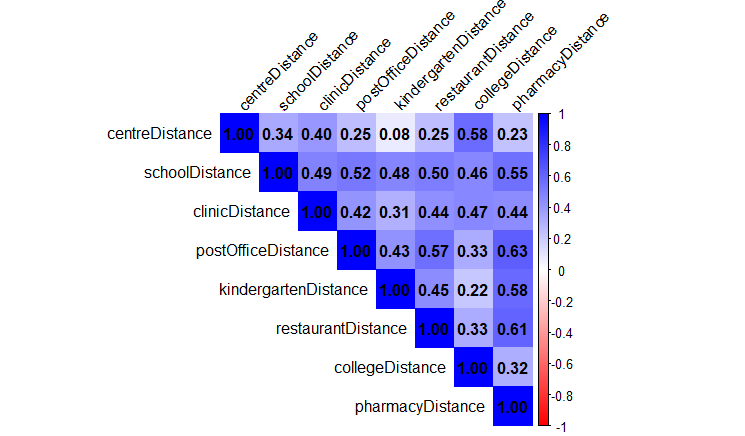 centreDistance
schoolDistance
clinicDistance
postOfficeDistance
kindergartenDistance
restaurantDistance
collegeDistance
pharmacyDistance
centreDistance 1.00 0.34 0.40 0.25 0.08 0.25 0.58 0.23
schoolDistance 1.00 0.49 0.52 0.48 0.50 0.46 0.55
clinicDistance 1.00 0.42 0.31 0.44 0.47 0.44
postOfficeDistance 1.00 0.43 0.57 0.33 0.63
kindergartenDistance 1.00 0.45 0.22 0.58
restaurantDistance 1.00 0.33 0.61
collegeDistance 1.00 0.32
pharmacyDistance 1.00
1
0.8
0.6
0.4
0.2
0
-0.2
-0.4
-0.6
-0.8
-1